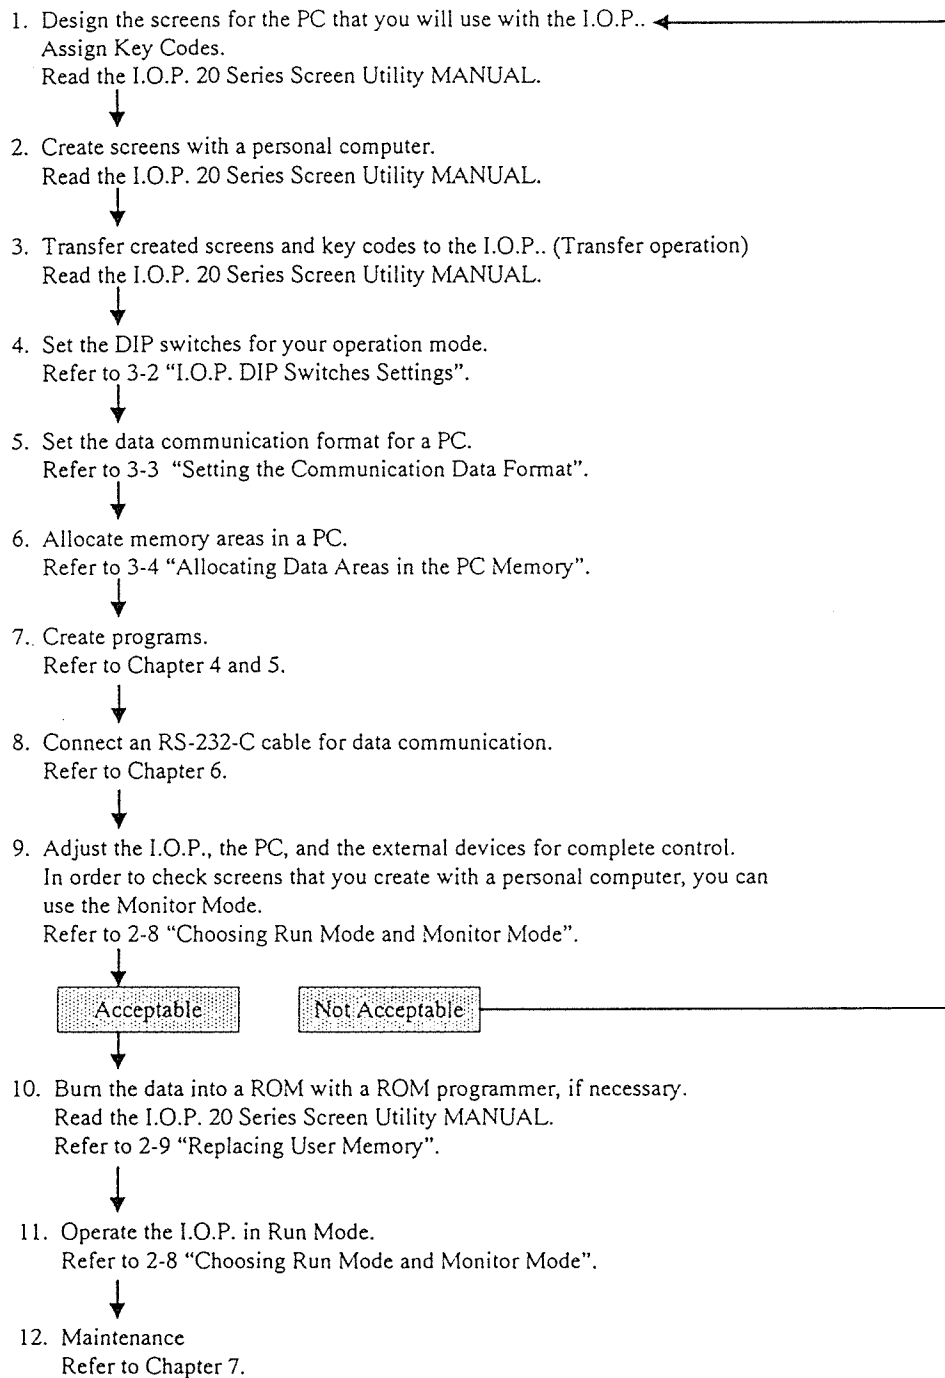 1. Design the screens for the PC that you will use with the I.O.P..
Assign Key Codes.
Read the I.O.P. 20 Series Screen Utility MANUAL.
2. Create screens with a personal computer.
Read the I.O.P. 20 Series Screen Utility MANUAL.
3. Transfer created screens and key codes to the I.O.P.. (Transfer operation)
Read the I.O.P. 20 Series Screen Utility MANUAL.
4. Set the DIP switches for your operation mode.
Refer to 3-2 “I.O.P. DIP Switches Settings”.
5. Set the data communication format for a PC.
Refer to 3-3 “Setting the Communication Data Format”.
6. Allocate memory areas in a PC.
Refer to 3-4 “Allocating Data Areas in the PC Memory”.
7. Create programs.
Refer to Chapter 4 and 5.
8. Connect an RS-232-C cable for data communication.
Refer to Chapter 6.
9. Adjust the I.O.P., the PC, and the external devices for complete control.
In order to check screens that you create with a personal computer, you can
use the Monitor Mode.
Refer to 2-8 “Choosing Run Mode and Monitor Mode”.
Acceptable Not Acceptable
10. Burn the data into a ROM with a ROM programmer, if necessary.
Read the I.O.P. 20 Series Screen Utility MANUAL.
Refer to 2-9 “Replacing User Memory”.
11. Operate the I.O.P. in Run Mode.
Refer to 2-8 “Choosing Run Mode and Monitor Mode”.
12. Maintenance
Refer to Chapter 7.